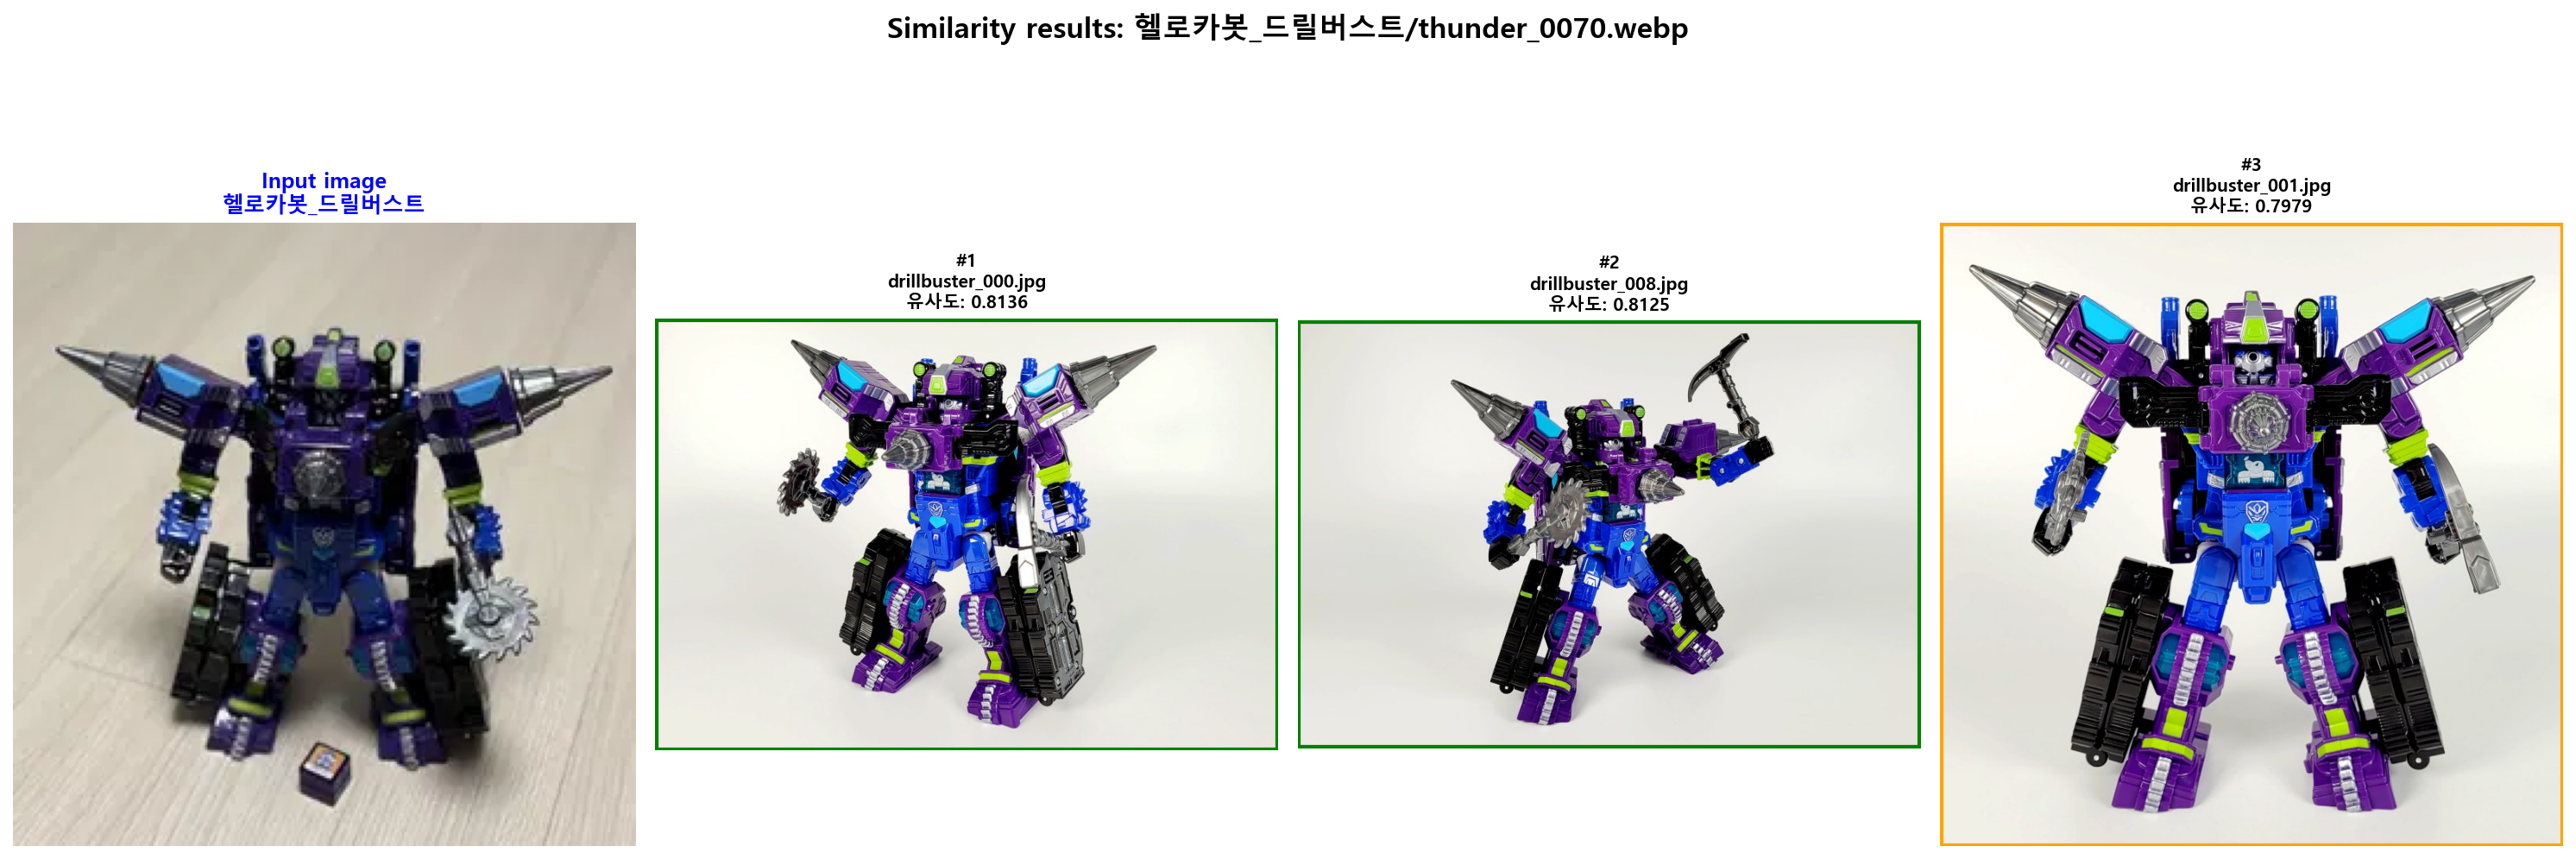 Similarity results: 헬로카봇_드릴버스트/thunder_0070.webp
Input image
헬로카봇_드릴버스트
#1
drillbuster_000.jpg
유사도: 0.8136
#2
drillbuster_008.jpg
유사도: 0.8125
#3
drillbuster_001.jpg
유사도: 0.7979